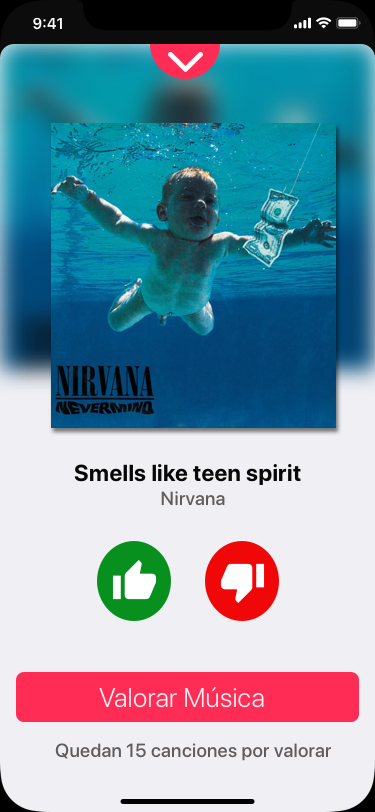 9:41
NIRVANA
NEVERMIND
Smells like teen spirit
Nirvana
Valorar Música
Quedan 15 canciones por valorar